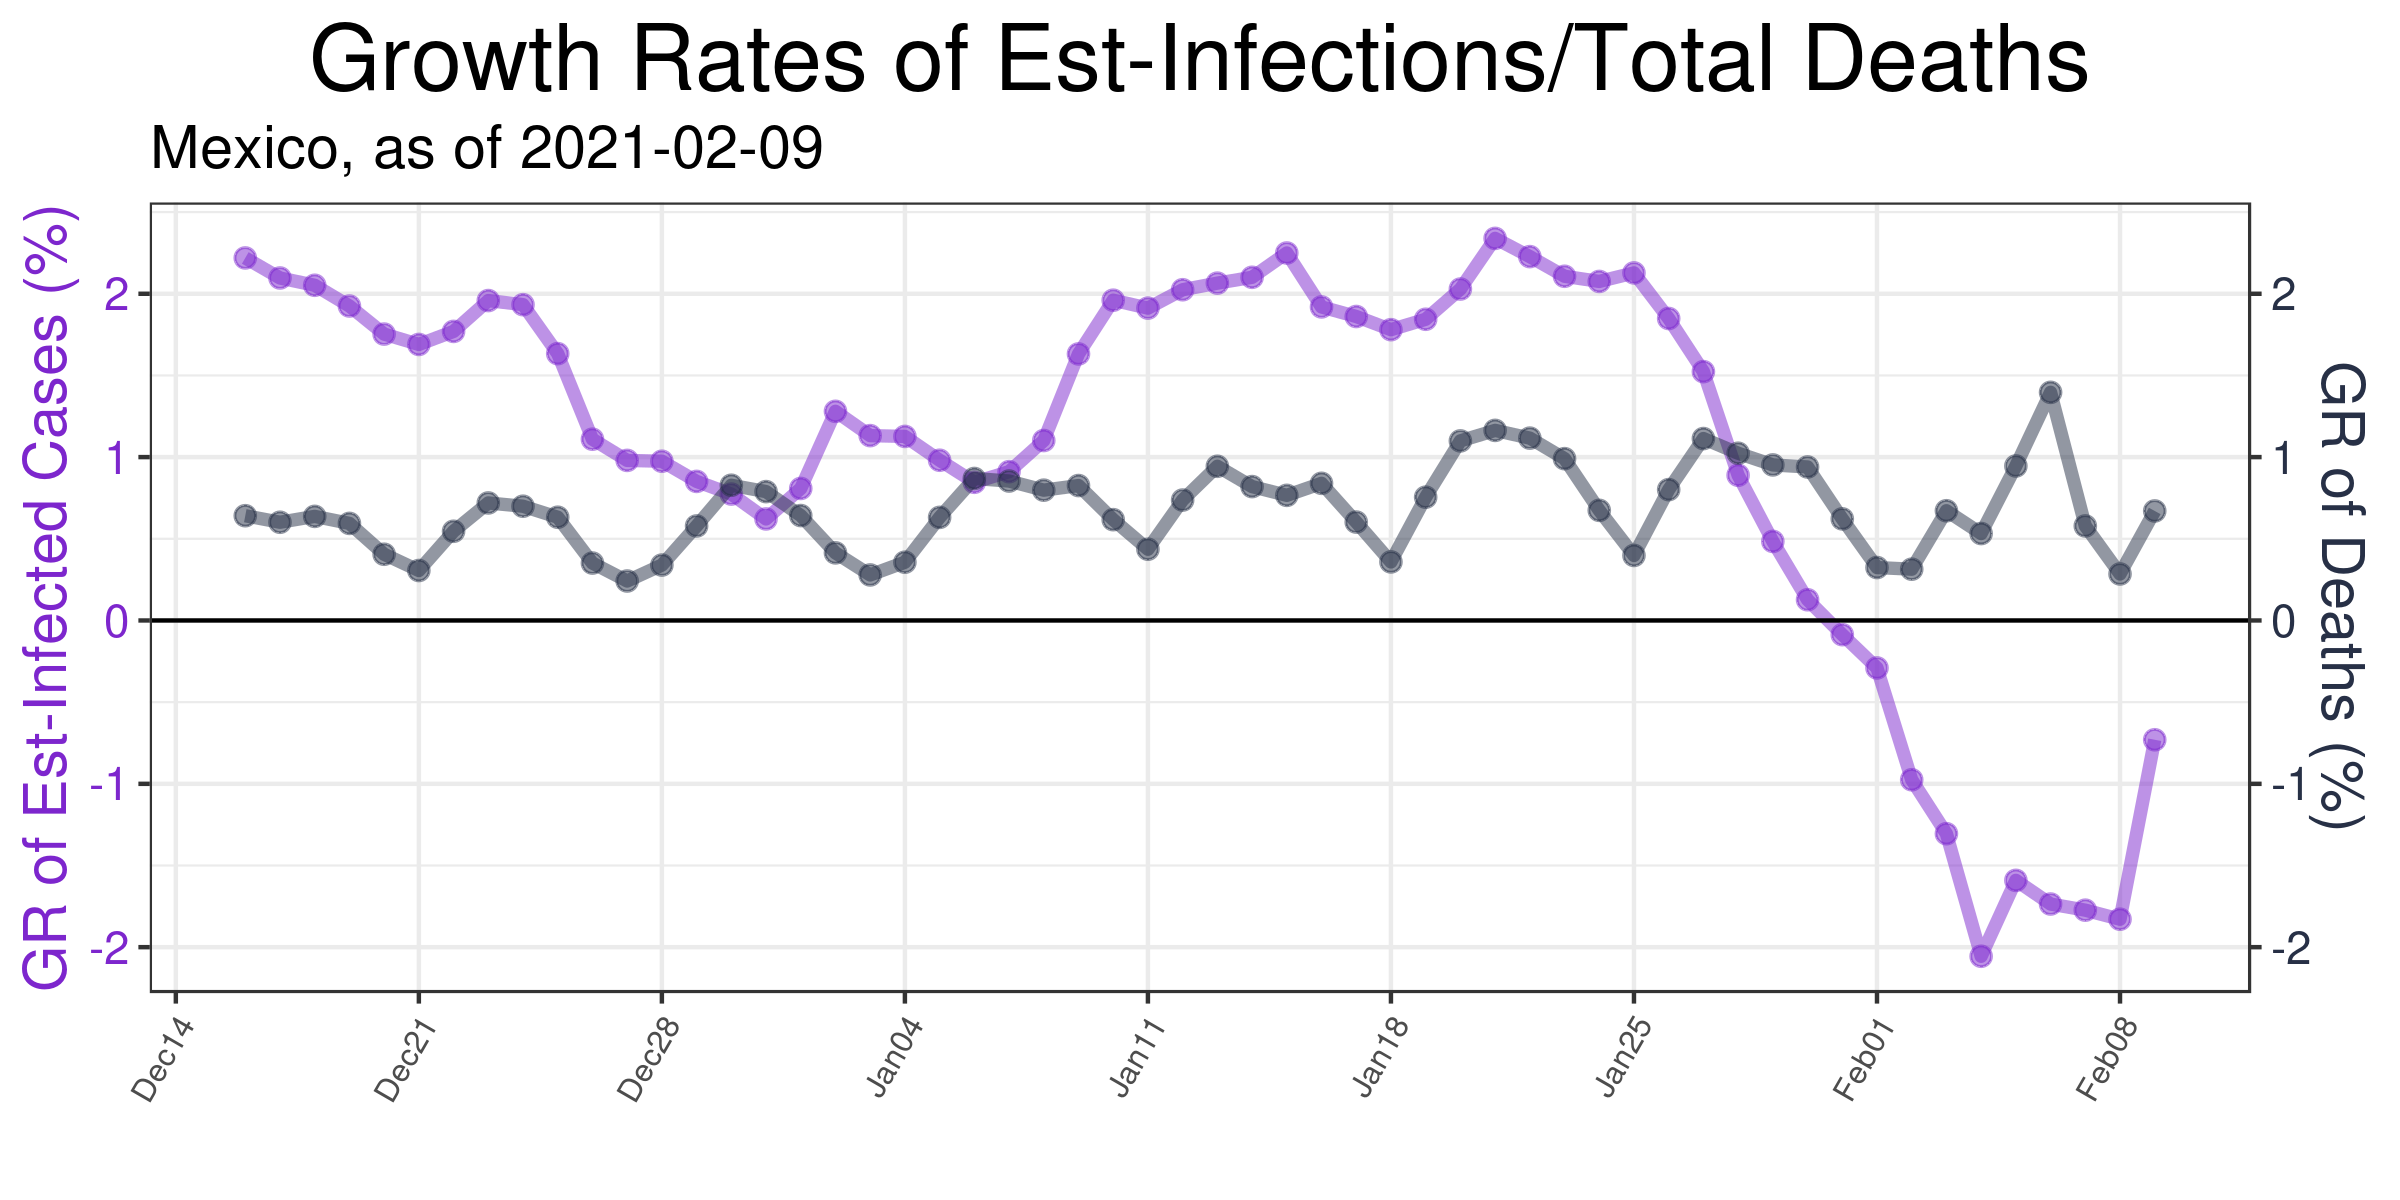 Growth Rates of Est-Infections/Total Deaths
Mexico, as of 2021-02-09
GR of Est-Infected Cases (%)
2
1
0
-1
-2
2
1
0
-1
-2
GR of Deaths (%)
Dec14
Dec21
Dec28
Jan04
Jan11
Jan18
Jan25
Feb01
Feb08